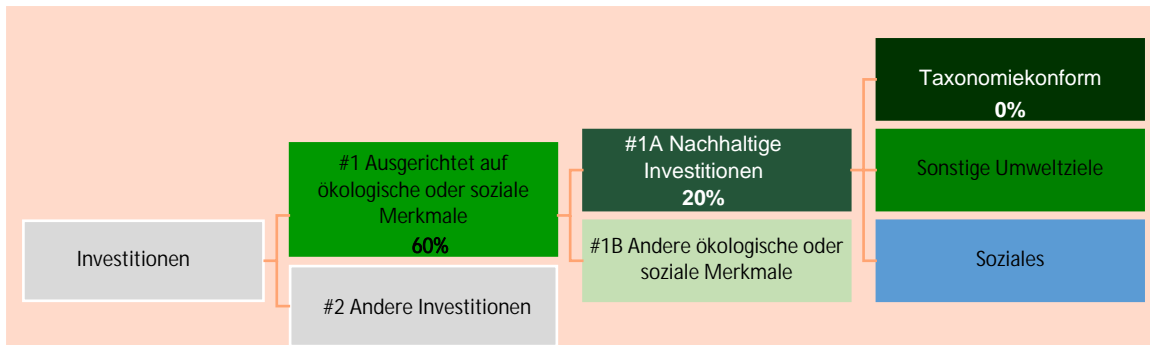 Investitionen
#1 Ausgerichtet auf
ökologische oder soziale
Merkmale
60%
#2 Andere Investitionen
#1A Nachhaltige
Investitionen
20%
#1B Andere ökologische oder
soziale Merkmale
Taxonomiekonform
0%
Sonstige Umweltziele
Soziales